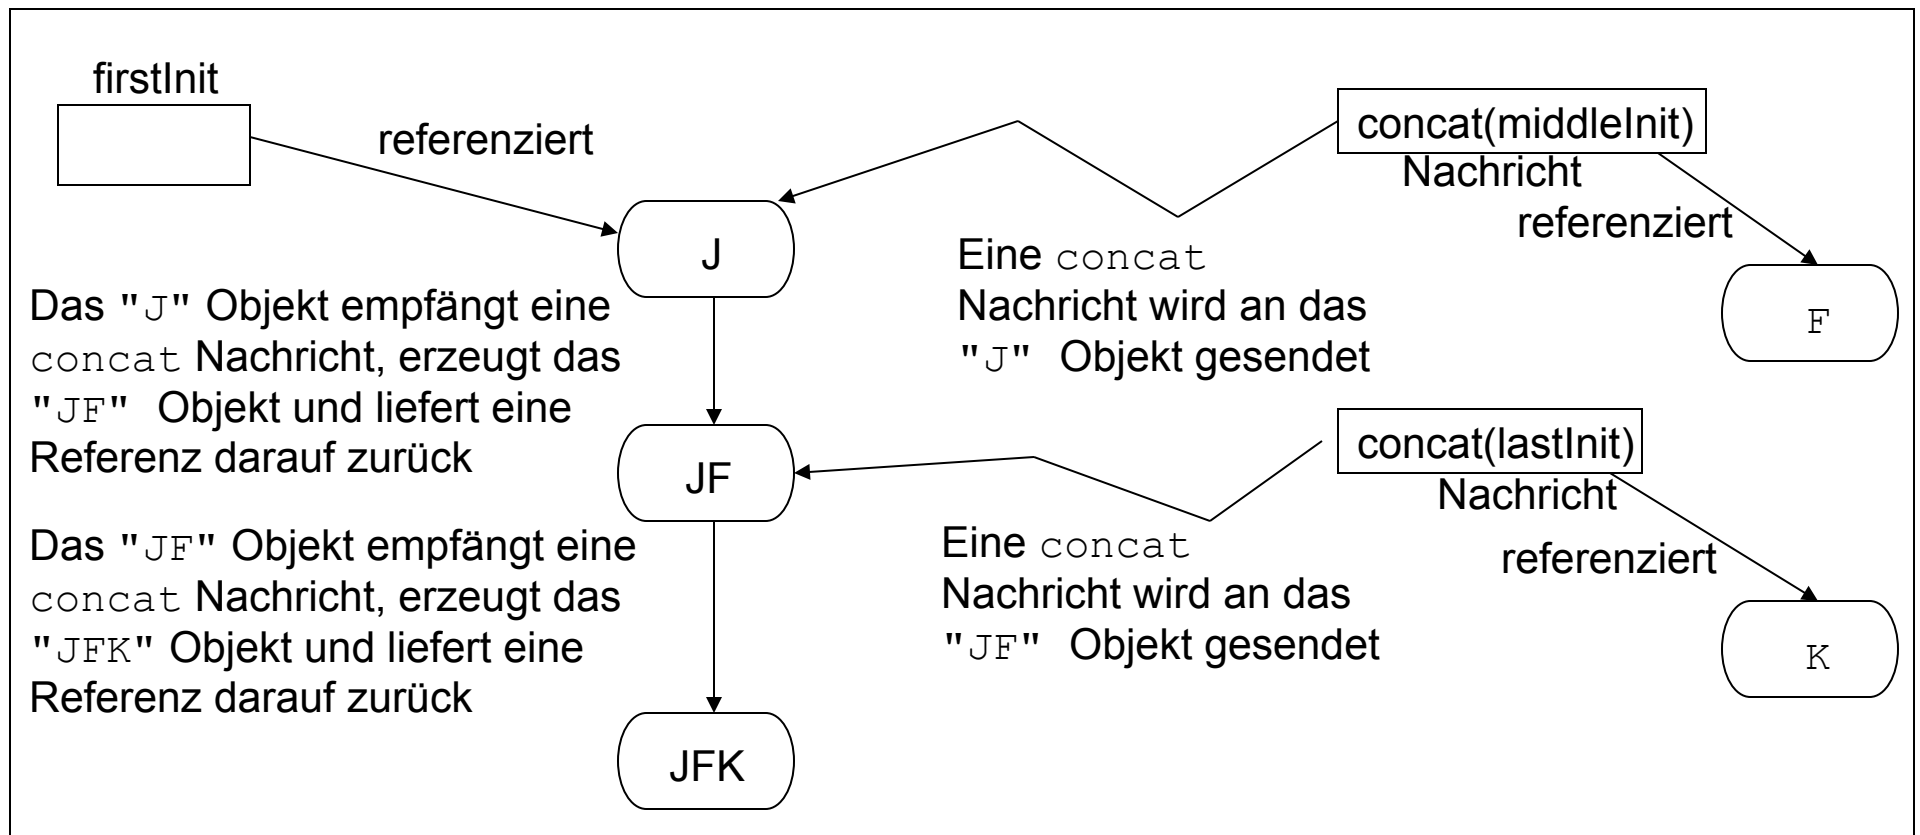 firstInit
referenziert
concat(middleInit)
Nachricht
referenziert
J
F
Das "J" Objekt empfängt eine
concat Nachricht, erzeugt das
"JF" Objekt und liefert eine
Referenz darauf zurück
Eine concat
Nachricht wird an das
"J" Objekt gesendet
JF
concat(lastInit)
Nachricht
referenziert
K
Das "JF" Objekt empfängt eine
concat Nachricht, erzeugt das
"JFK" Objekt und liefert eine
Referenz darauf zurück
Eine concat
Nachricht wird an das
"JF" Objekt gesendet
JFK